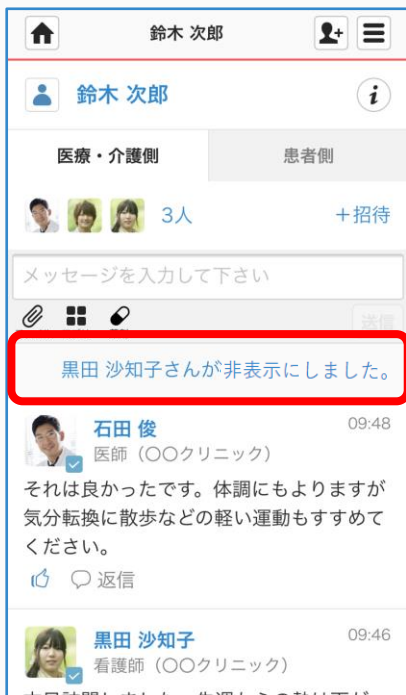 鈴木 次郎
鈴木 次郎
医療・介護側
患者側
3人
＋招待
メッセージを入力して下さい
送信
黒田 沙知子さんが非表示にしました。
石田 俊
09:48
医師（〇〇クリニック）
それは良かったです。体調にもよりますが
気分転換に散歩などの軽い運動もすすめて
ください。
返信
黒田 沙知子
09:46
看護師（〇〇クリニック）